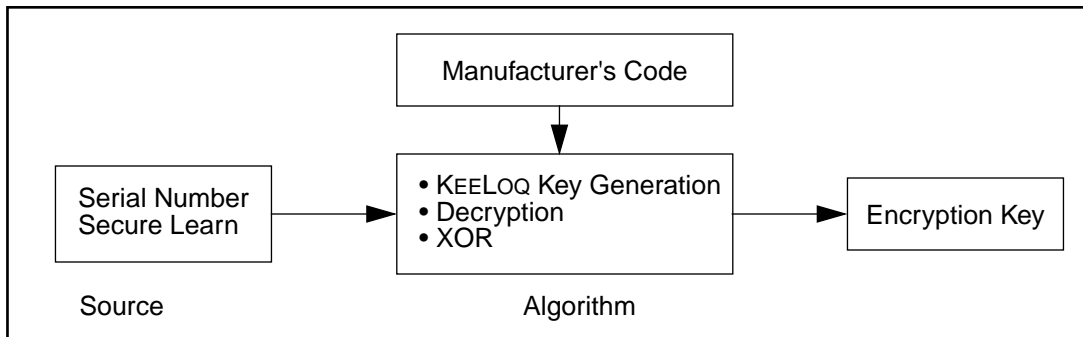 Manufacturer's Code
Serial Number
Secure Learn
• KEELOQ Key Generation
• Decryption
• XOR
Encryption Key
Source
Algorithm